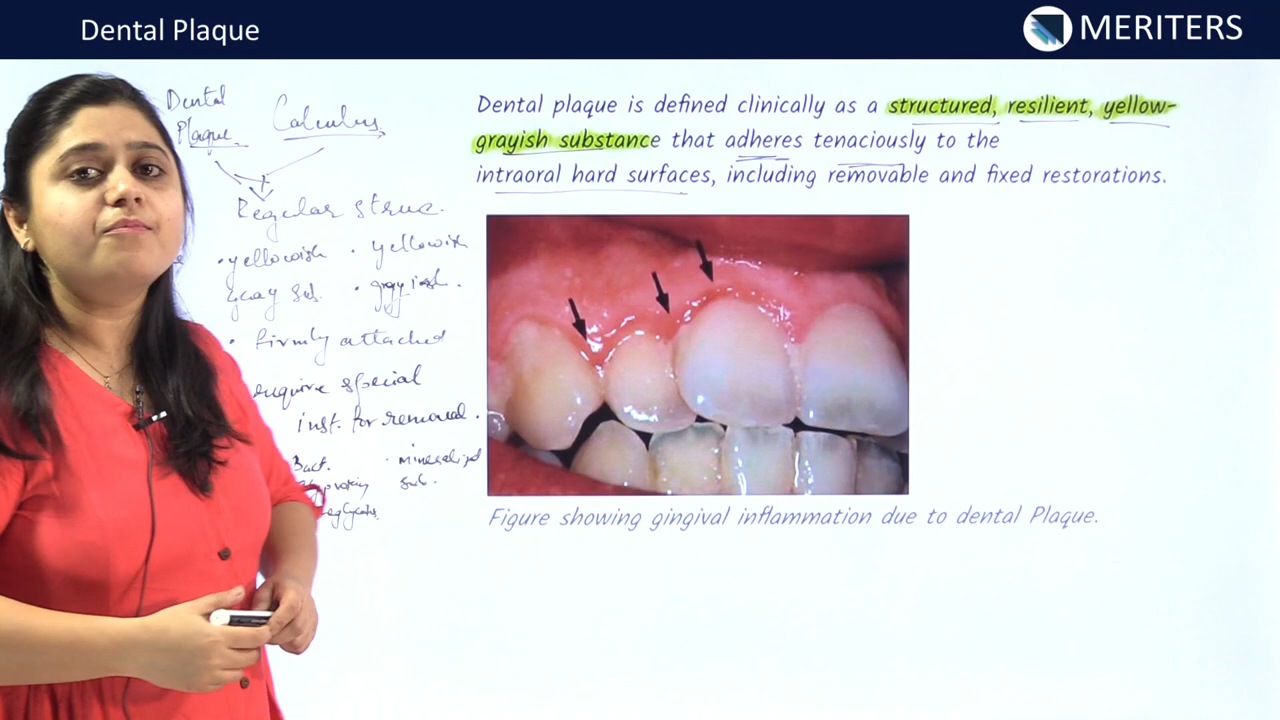 Dental Plaque
MERITERS
Dental plaque is defined clinically as a structured, resilient, yellow-
grayish substance that adheres tenaciously to the
intraoral hard surfaces, including removable and fixed restorations.
Dental
Plaque
Calculus
Regular struc.
• yellowish • yellowish
gray sub. • grayish.
• firmly attached
require special
inst. for removal.
Bact. • mineralized
sub.
Figure showing gingival inflammation due to dental Plaque.